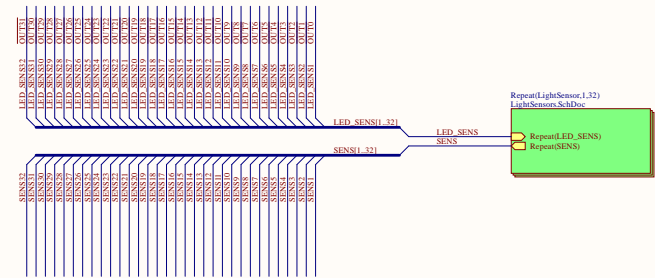 OUT31
OUT30
OUT29
OUT28
OUT27
OUT26
OUT25
OUT24
OUT23
OUT22
OUT21
OUT20
OUT19
OUT18
OUT17
OUT16
OUT15
OUT14
OUT13
OUT12
OUT11
OUT10
OUT9
OUT8
OUT7
OUT6
OUT5
OUT4
OUT3
OUT2
OUT1
OUT0
LED_SENS32
LED_SENS31
LED_SENS30
LED_SENS29
LED_SENS28
LED_SENS27
LED_SENS26
LED_SENS25
LED_SENS24
LED_SENS23
LED_SENS22
LED_SENS21
LED_SENS20
LED_SENS19
LED_SENS18
LED_SENS17
LED_SENS16
LED_SENS15
LED_SENS14
LED_SENS13
LED_SENS12
LED_SENS11
LED_SENS10
LED_SENS9
LED_SENS8
LED_SENS7
LED_SENS6
LED_SENS5
LED_SENS4
LED_SENS3
LED_SENS2
LED_SENS1
Repeat(LightSensor,1,32)
LightSensors.SchDoc
LED_SENS[1..32]
LED_SENS
Repeat(LED_SENS)
SENS[1..32]
SENS
Repeat(SENS)
SENS32
SENS31
SENS30
SENS29
SENS28
SENS27
SENS26
SENS25
SENS24
SENS23
SENS22
SENS21
SENS20
SENS19
SENS18
SENS17
SENS16
SENS15
SENS14
SENS13
SENS12
SENS11
SENS10
SENS9
SENS8
SENS7
SENS6
SENS5
SENS4
SENS3
SENS2
SENS1